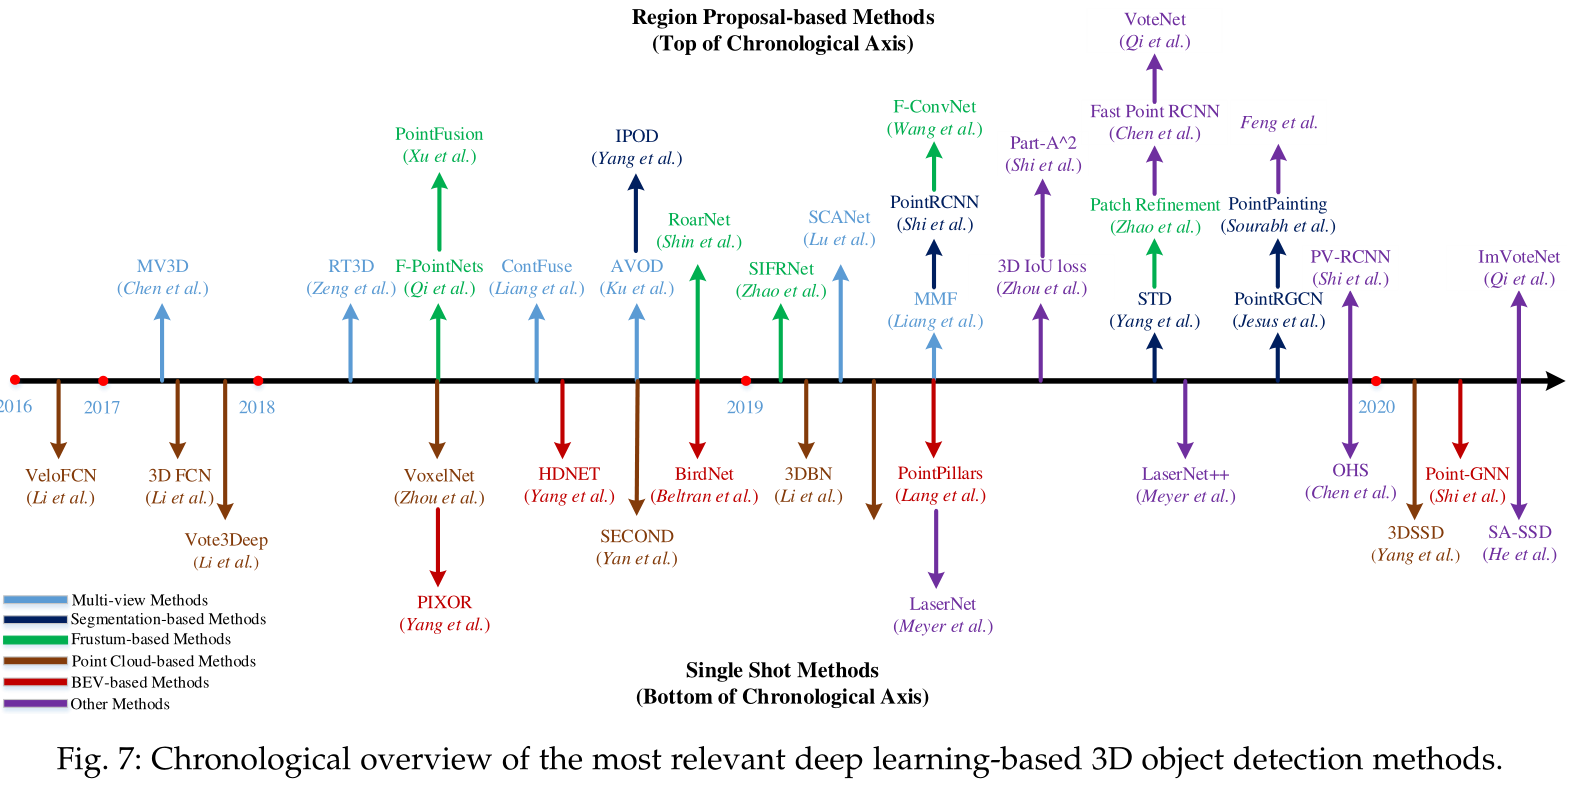 Region Proposal-based Methods
(Top of Chronological Axis)
VoteNet
(Qi et al.)
F-ConvNet
(Wang et al.)
Fast Point RCNN
(Chen et al.)
Feng et al.
PointFusion
(Xu et al.)
IPOD
(Yang et al.)
Part-A^2
(Shi et al.)
RoarNet
(Shin et al.)
SCANet
(Lu et al.)
PointRCNN
(Shi et al.)
Patch Refinement
(Zhao et al.)
PointPainting
(Sourabh et al.)
MV3D
(Chen et al.)
RT3D
(Zeng et al.)
F-PointNets
(Qi et al.)
ContFuse
(Liang et al.)
AVOD
(Ku et al.)
SIFRNet
(Zhao et al.)
MMF
(Liang et al.)
3D IoU loss
(Zhou et al.)
STD
(Yang et al.)
PointRGCN
(Jesus et al.)
PV-RCNN
(Shi et al.)
ImVoteNet
(Qi et al.)
2016
2017
2018
2019
2020
VeloFCN
(Li et al.)
3D FCN
(Li et al.)
Vote3Deep
(Li et al.)
VoxelNet
(Zhou et al.)
PIXOR
(Yang et al.)
HDNET
(Yang et al.)
SECOND
(Yan et al.)
BirdNet
(Beltran et al.)
3DBN
(Li et al.)
PointPillars
(Lang et al.)
LaserNet
(Meyer et al.)
LaserNet++
(Meyer et al.)
OHS
(Chen et al.)
3DSSD
(Yang et al.)
Point-GNN
(Shi et al.)
SA-SSD
(He et al.)
Multi-view Methods
Segmentation-based Methods
Frustum-based Methods
Point Cloud-based Methods
BEV-based Methods
Other Methods
Single Shot Methods
(Bottom of Chronological Axis)
Fig. 7: Chronological overview of the most relevant deep learning-based 3D object detection methods.